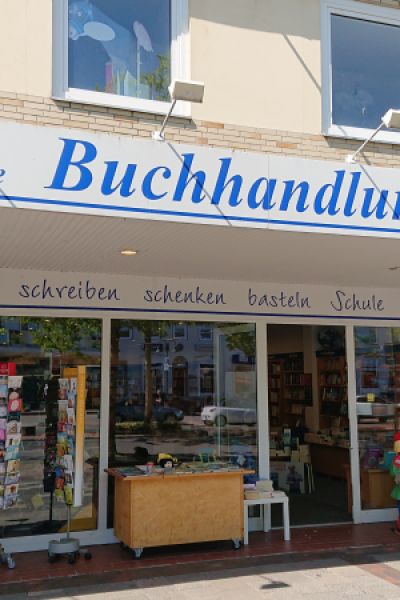 e Buchhandlun
schreiben schenken basteln Schule